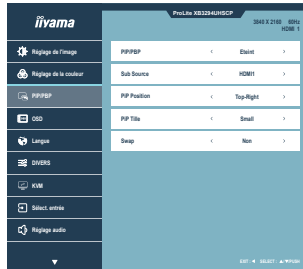 iiyama
ProLite XB3294UHSCP
3840 X 2160 60Hz
HDMI 1
Réglage de l'image
PIP/PBP < Eteint >
Réglage de la couleur
Sub Source < HDMI1 >
PIP/PBP
PIP Position < Top-Right >
OSD
PIP Tille < Small >
Langue
Swap < Non >
DIVERS
KVM
Sélect. entrée
Réglage audio
▼
EXIT : ◄ SELECT : ▲/▼/PUSH